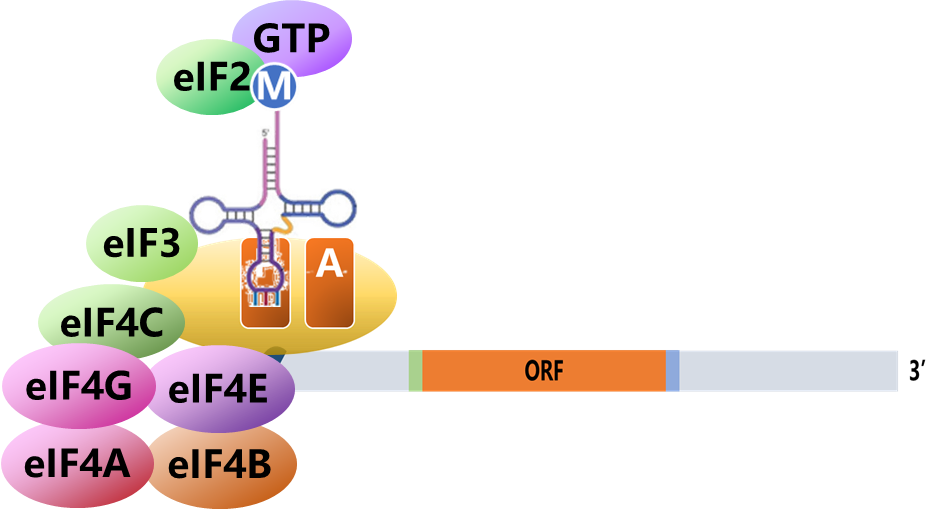 GTP
eIF2
M
5'
eIF3
A
eIF4C
eIF4G
eIF4E
ORF
3′
eIF4A
eIF4B